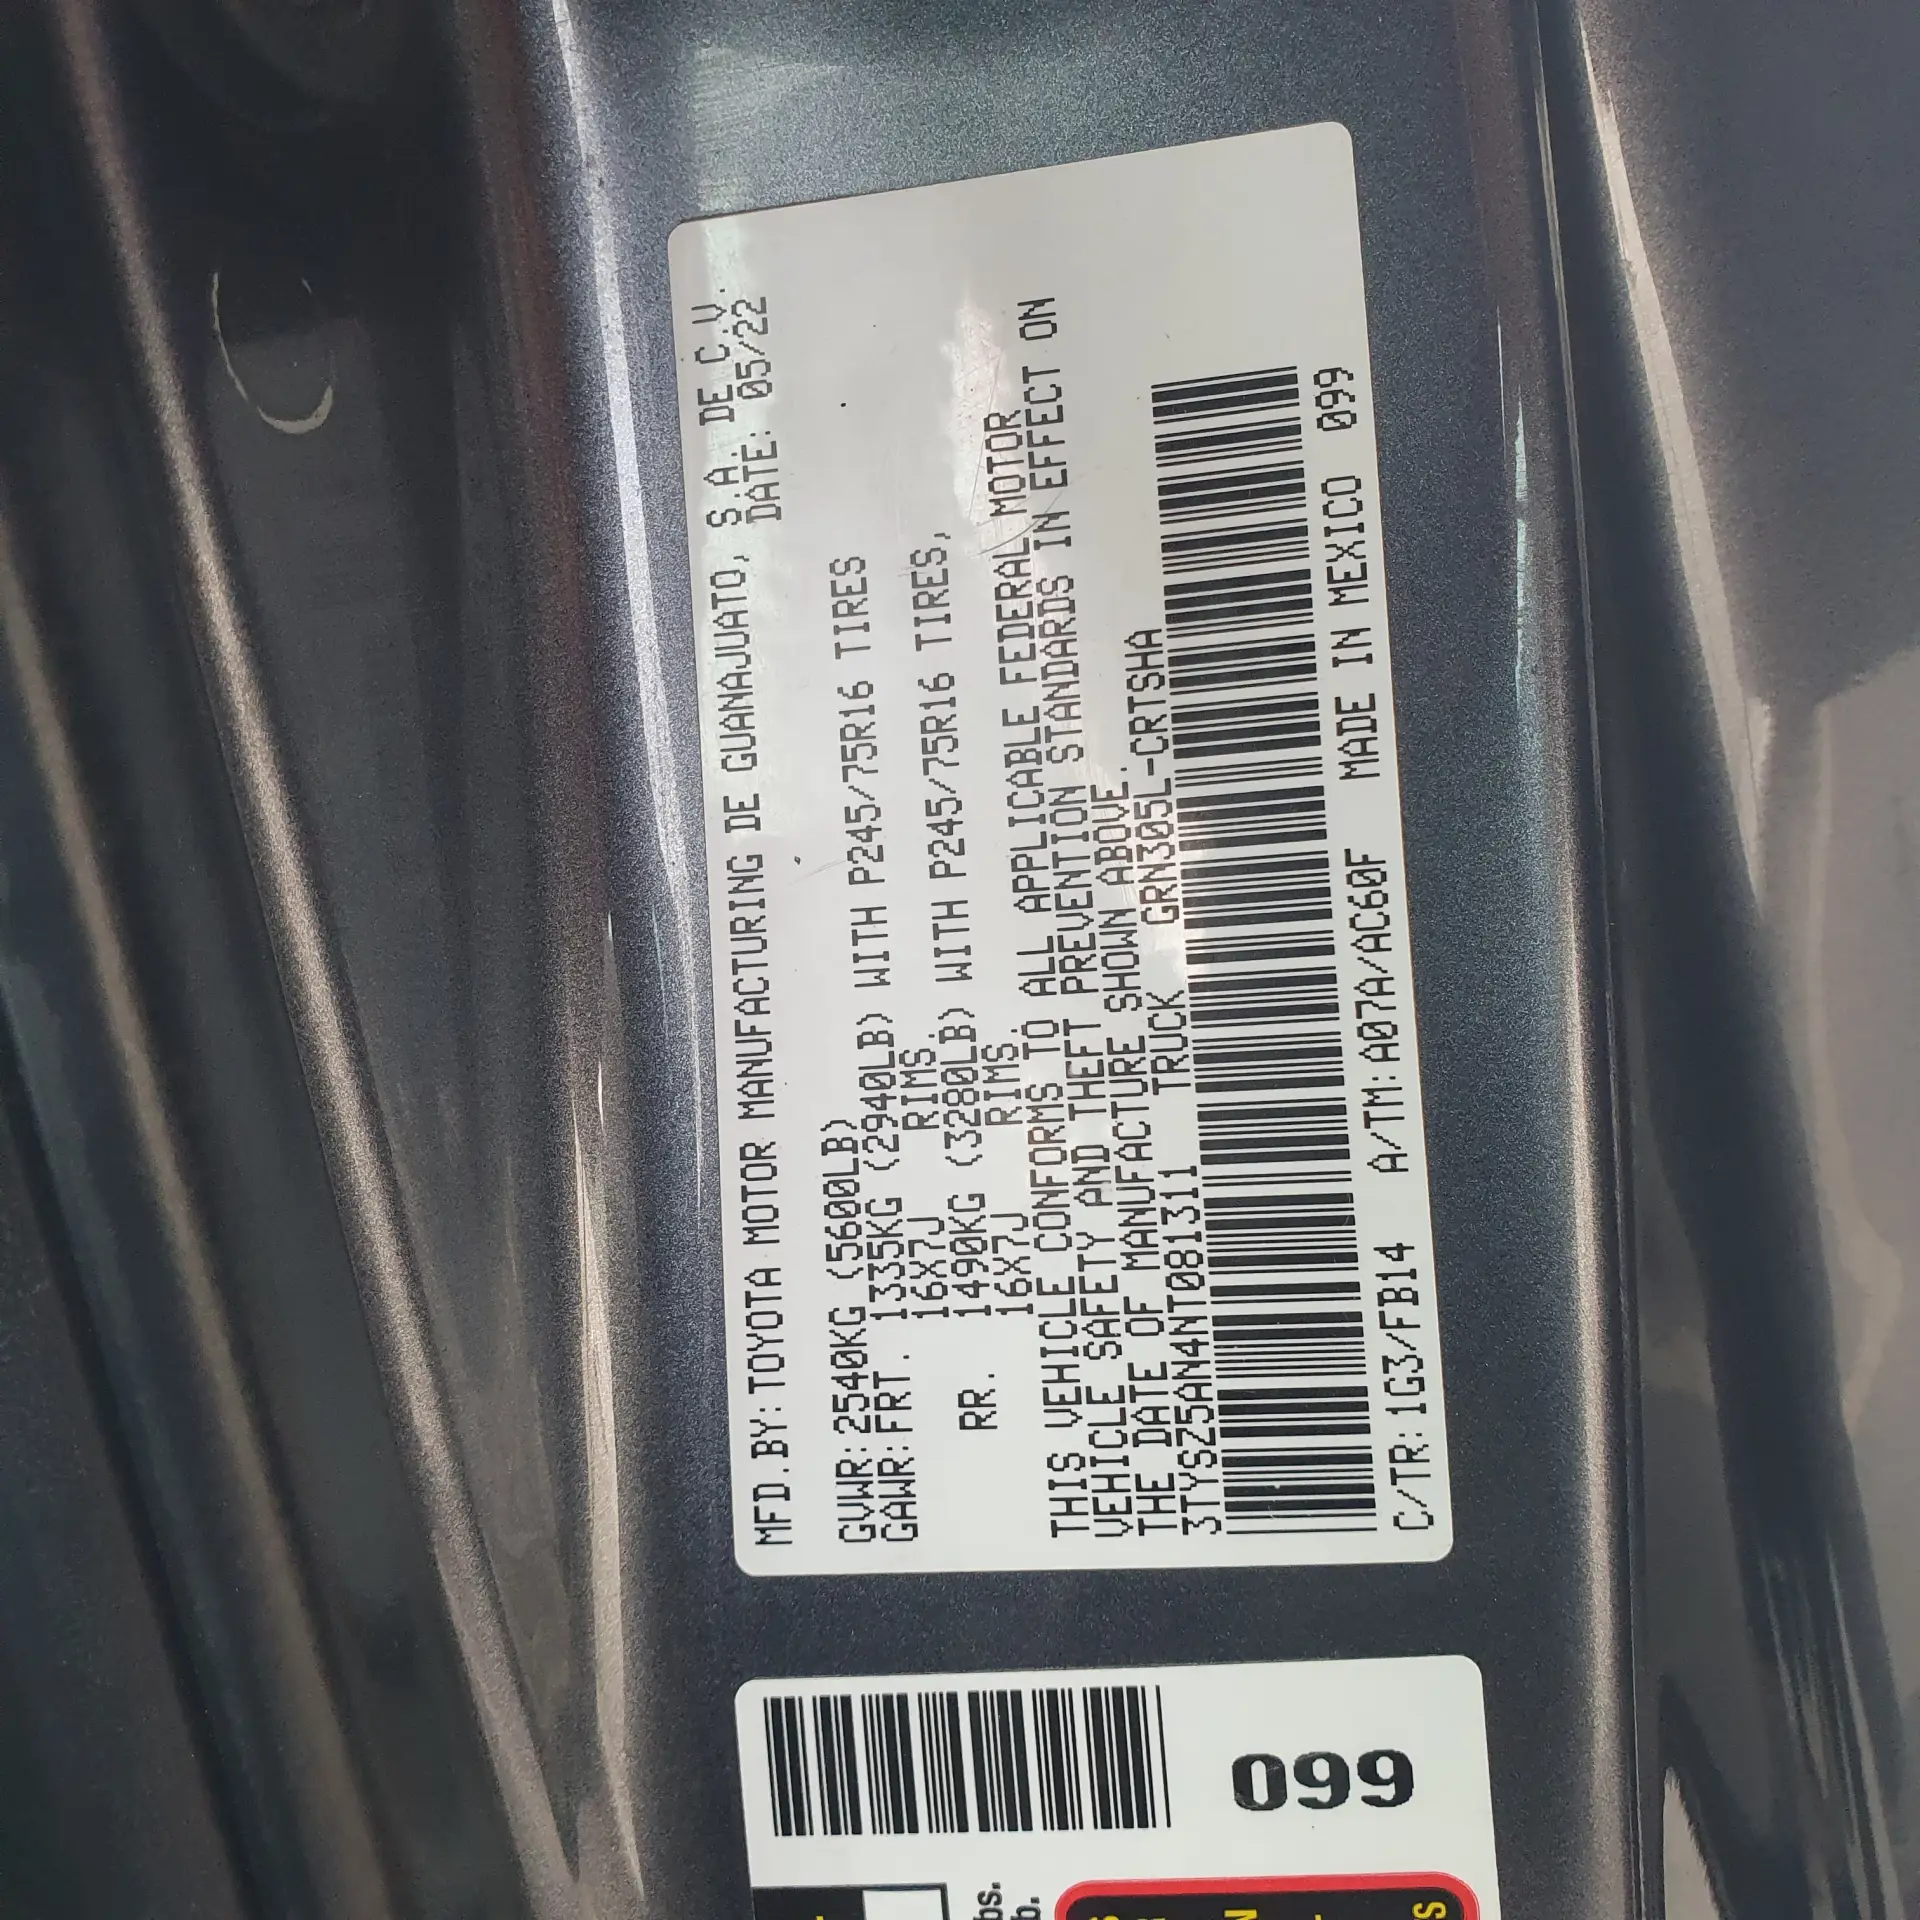 MFD.BY:TOYOTA MOTOR MANUFACTURING DE GUANAJUATO, S.A. DE C.V.
DATE: 05/22
GVWR:2540KG (5600LB)
GAWR:FRT. 1335KG (2940LB) WITH P245/75R16 TIRES
16X7J RIMS.
RR. 1490KG (3280LB) WITH P245/75R16 TIRES,
16X7J RIMS.
THIS VEHICLE CONFORMS TO ALL APPLICABLE FEDERAL MOTOR
VEHICLE SAFETY AND THEFT PREVENTION STANDARDS IN EFFECT ON
THE DATE OF MANUFACTURE SHOWN ABOVE.
3TYSZ5AN4NT081311 TRUCK GRN305L-CRTSHA
C/TR:1G3/FB14 A/TM:A07A/AC60F MADE IN MEXICO 099
099